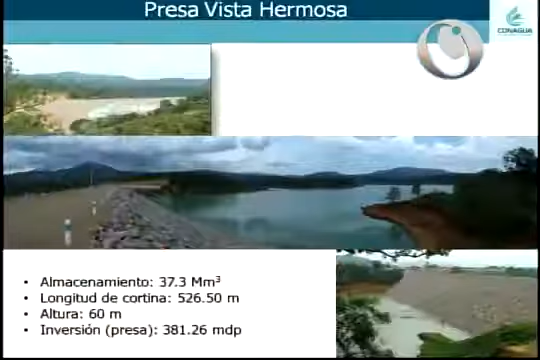 Presa Vista Hermosa
CONAGUA
• Almacenamiento: 37.3 Mm³
• Longitud de cortina: 526.50 m
• Altura: 60 m
• Inversión (presa): 381.26 mdp